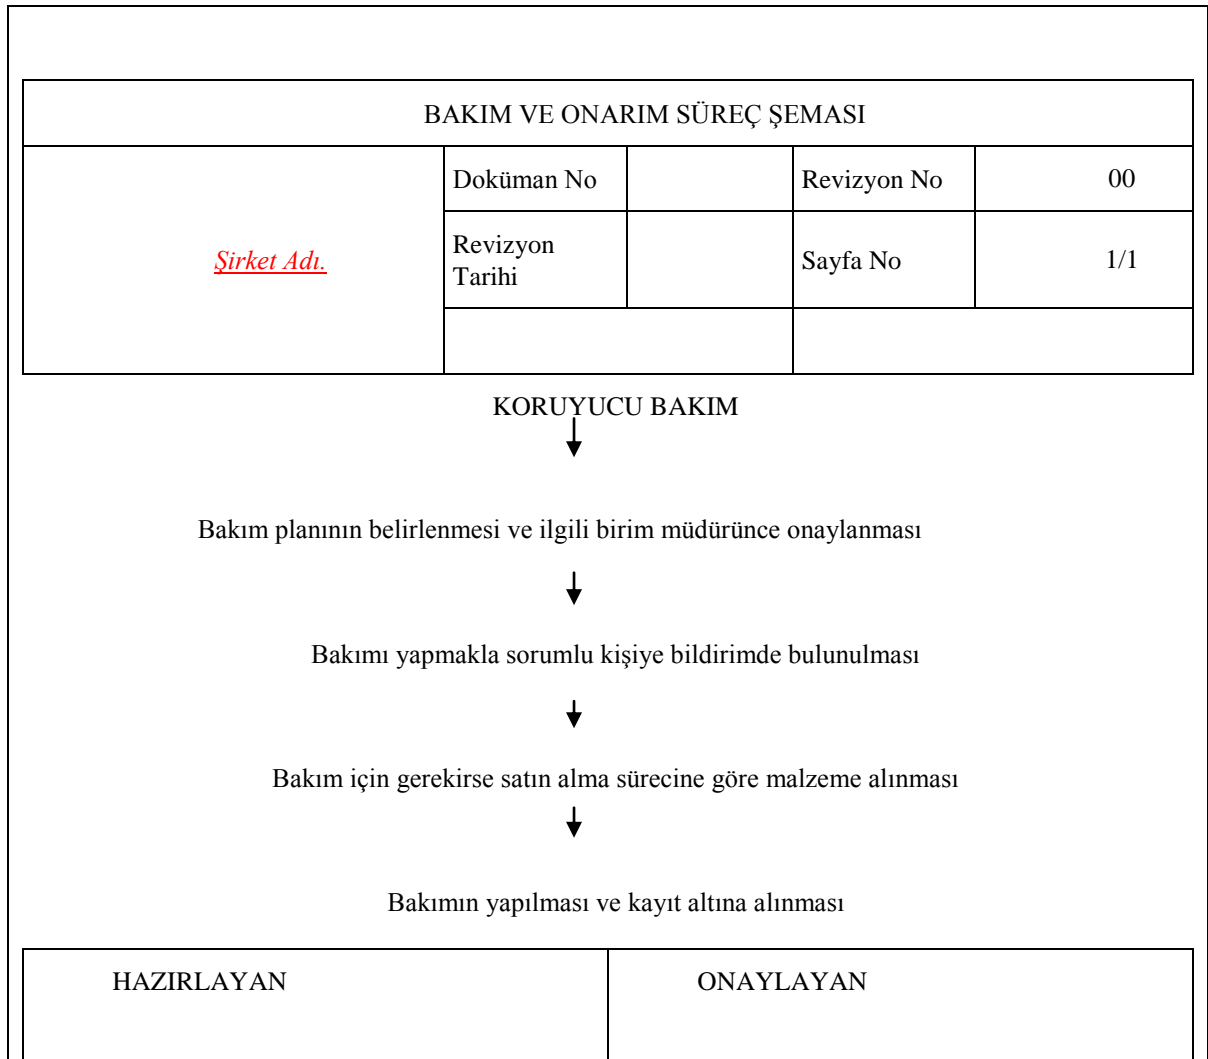 BAKIM VE ONARIM SÜREÇ ŞEMASI
Şirket Adı.
Doküman No
Revizyon No
00
Revizyon
Tarihi
Sayfa No
1/1
KORUYUCU BAKIM
Bakım planının belirlenmesi ve ilgili birim müdürünce onaylanması
Bakımı yapmakla sorumlu kişiye bildirimde bulunulması
Bakım için gerekirse satın alma sürecine göre malzeme alınması
Bakımın yapılması ve kayıt altına alınması
HAZIRLAYAN
ONAYLAYAN